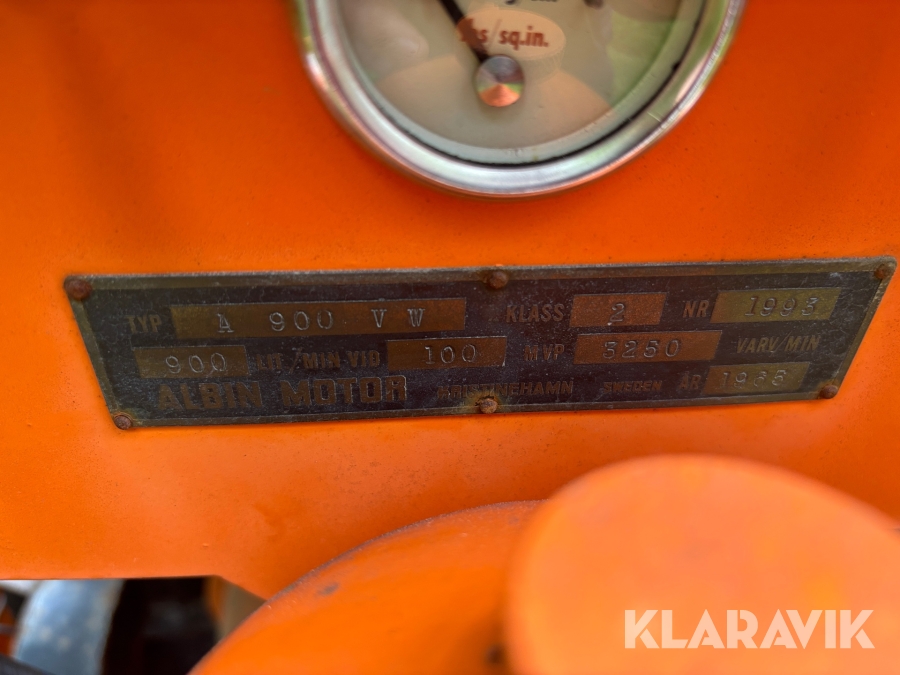 lbs/sq.in.
TYP A 900 V W KLASS 2 NR 1993
900 LIT/MIN VID 100 MVP 3260 VARV/MIN
ALBIN MOTOR KRISTINEHAMN SWEDEN ÅR 1966
KLARAVIK